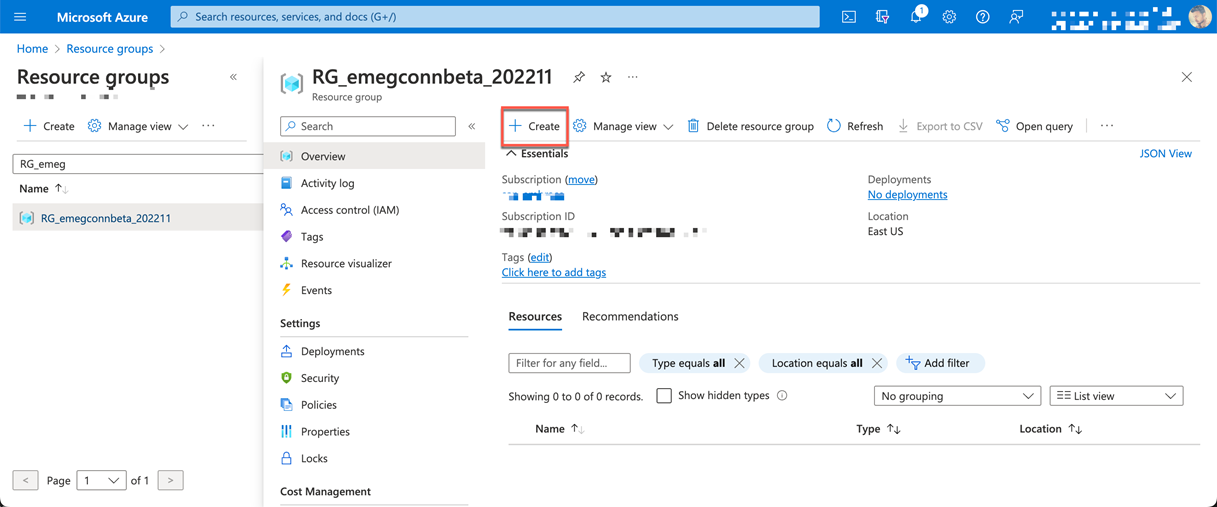 Microsoft Azure
Search resources, services, and docs (G+/)
1
Home > Resource groups >
Resource groups
«
+ Create
Manage view
...
RG_emeg
Name ↑↓
RG_emegconnbeta_202211
< Page 1 of 1 >
RG_emegconnbeta_202211
...
Resource group
Search
«
Overview
Activity log
Access control (IAM)
Tags
Resource visualizer
Events
Settings
Deployments
Security
Policies
Properties
Locks
Cost Management
+ Create
Manage view
Delete resource group
Refresh
Export to CSV
Open query
...
Essentials
JSON View
Subscription (move)
Subscription ID
Tags (edit)
Click here to add tags
Deployments
No deployments
Location
East US
Resources
Recommendations
Filter for any field...
Type equals all
Location equals all
Add filter
Showing 0 to 0 of 0 records.
Show hidden types
No grouping
List view
Name ↑↓
Type ↑↓
Location ↑↓